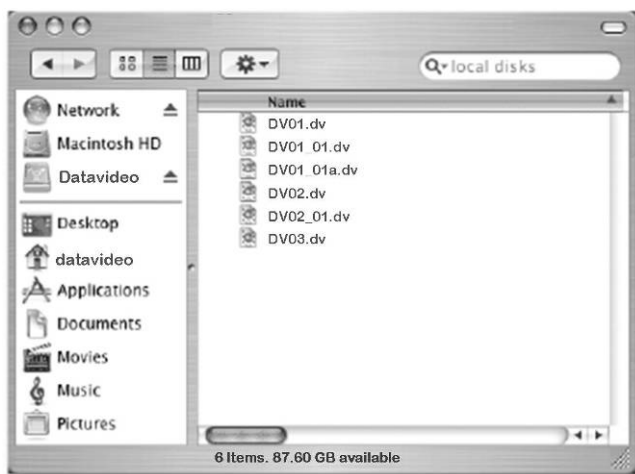 local disks
Network
Macintosh HD
Datavideo
Desktop
datavideo
Applications
Documents
Movies
Music
Pictures
Name
DV01.dv
DV01_01.dv
DV01_01a.dv
DV02.dv
DV02_01.dv
DV03.dv
6 Items. 87.60 GB available